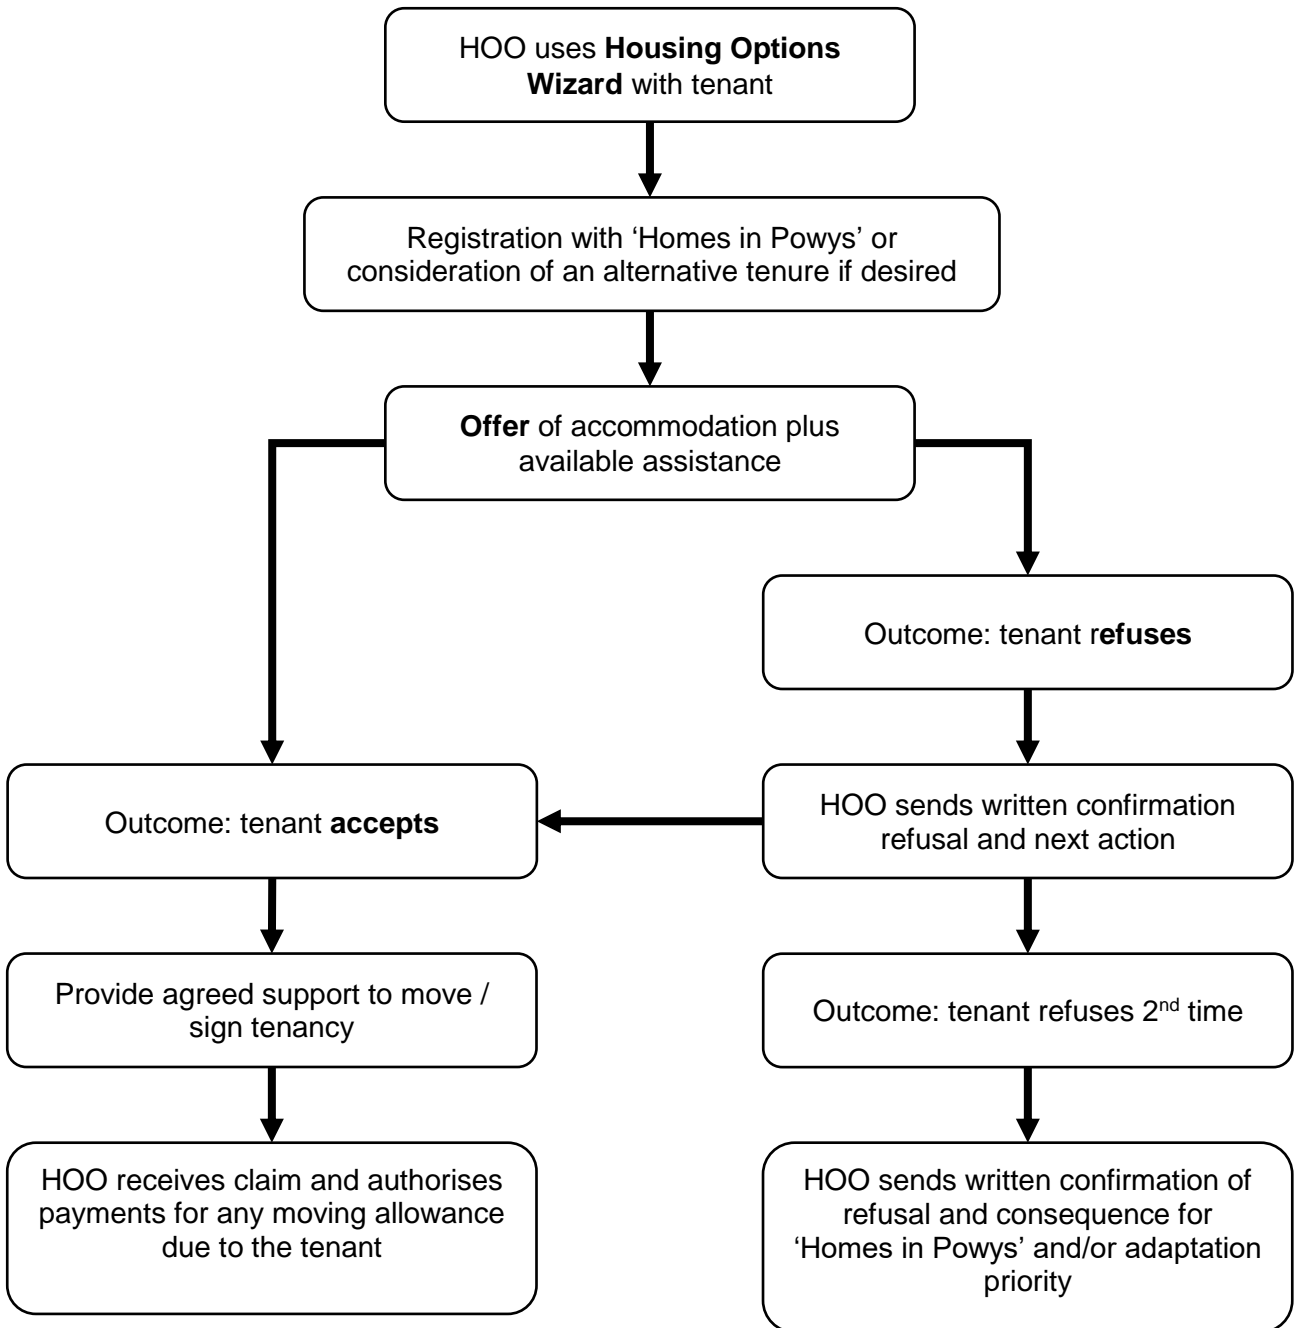 HOO uses Housing Options
Wizard with tenant
Registration with ‘Homes in Powys’ or
consideration of an alternative tenure if desired
Offer of accommodation plus
available assistance
Outcome: tenant refuses
Outcome: tenant accepts
HOO sends written confirmation
refusal and next action
Provide agreed support to move /
sign tenancy
Outcome: tenant refuses 2nd time
HOO receives claim and authorises
payments for any moving allowance
due to the tenant
HOO sends written confirmation of
refusal and consequence for
‘Homes in Powys’ and/or adaptation
priority